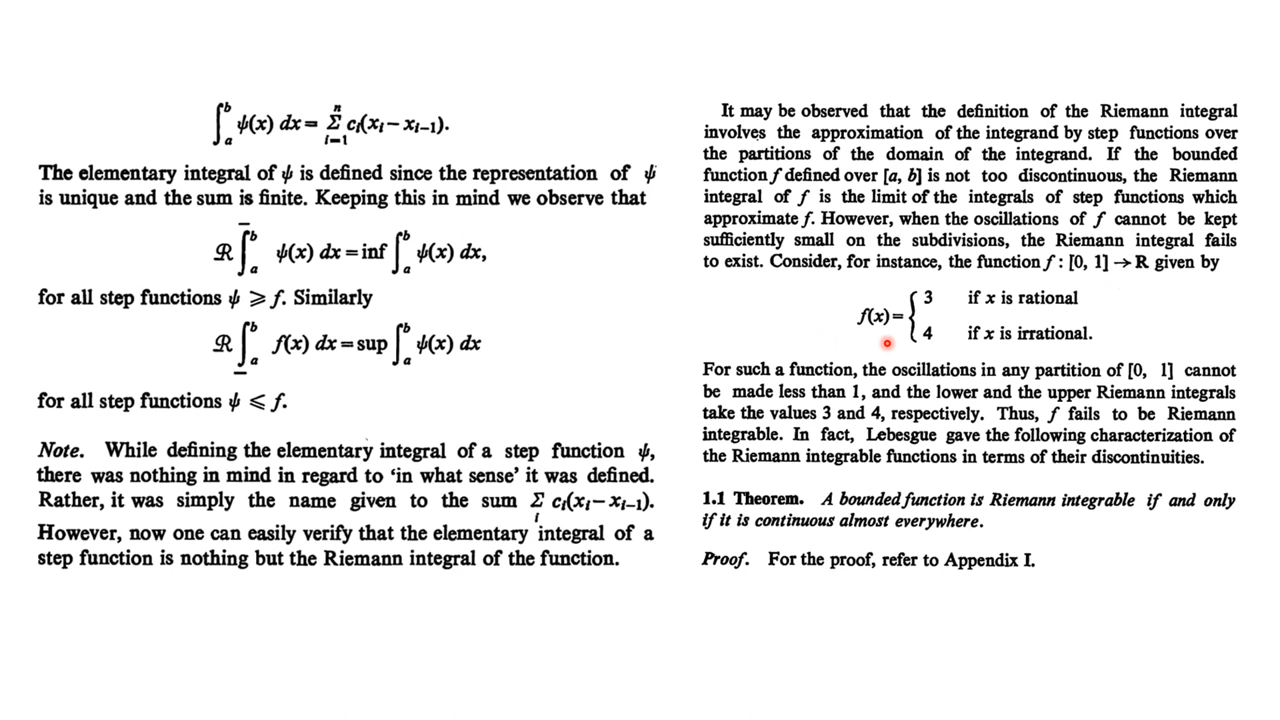 ∫_a^b ψ(x) dx = Σ_{i=1}^n c_i(x_i − x_{i−1}).
The elementary integral of ψ is defined since the representation of ψ
is unique and the sum is finite. Keeping this in mind we observe that
ℛ ∫̅_a^b ψ(x) dx = inf ∫_a^b ψ(x) dx,
for all step functions ψ ⩾ f. Similarly
ℛ ∫̲_a^b f(x) dx = sup ∫_a^b ψ(x) dx
for all step functions ψ ⩽ f.
Note. While defining the elementary integral of a step function ψ,
there was nothing in mind in regard to ‘in what sense’ it was defined.
Rather, it was simply the name given to the sum Σ_i c_i(x_i − x_{i−1}).
However, now one can easily verify that the elementary integral of a
step function is nothing but the Riemann integral of the function.
It may be observed that the definition of the Riemann integral
involves the approximation of the integrand by step functions over
the partitions of the domain of the integrand. If the bounded
function f defined over [a, b] is not too discontinuous, the Riemann
integral of f is the limit of the integrals of step functions which
approximate f. However, when the oscillations of f cannot be kept
sufficiently small on the subdivisions, the Riemann integral fails
to exist. Consider, for instance, the function f : [0, 1] → R given by
f(x) = { 3 if x is rational
4 if x is irrational.
For such a function, the oscillations in any partition of [0, 1] cannot
be made less than 1, and the lower and the upper Riemann integrals
take the values 3 and 4, respectively. Thus, f fails to be Riemann
integrable. In fact, Lebesgue gave the following characterization of
the Riemann integrable functions in terms of their discontinuities.
1.1 Theorem. A bounded function is Riemann integrable if and only
if it is continuous almost everywhere.
Proof. For the proof, refer to Appendix I.